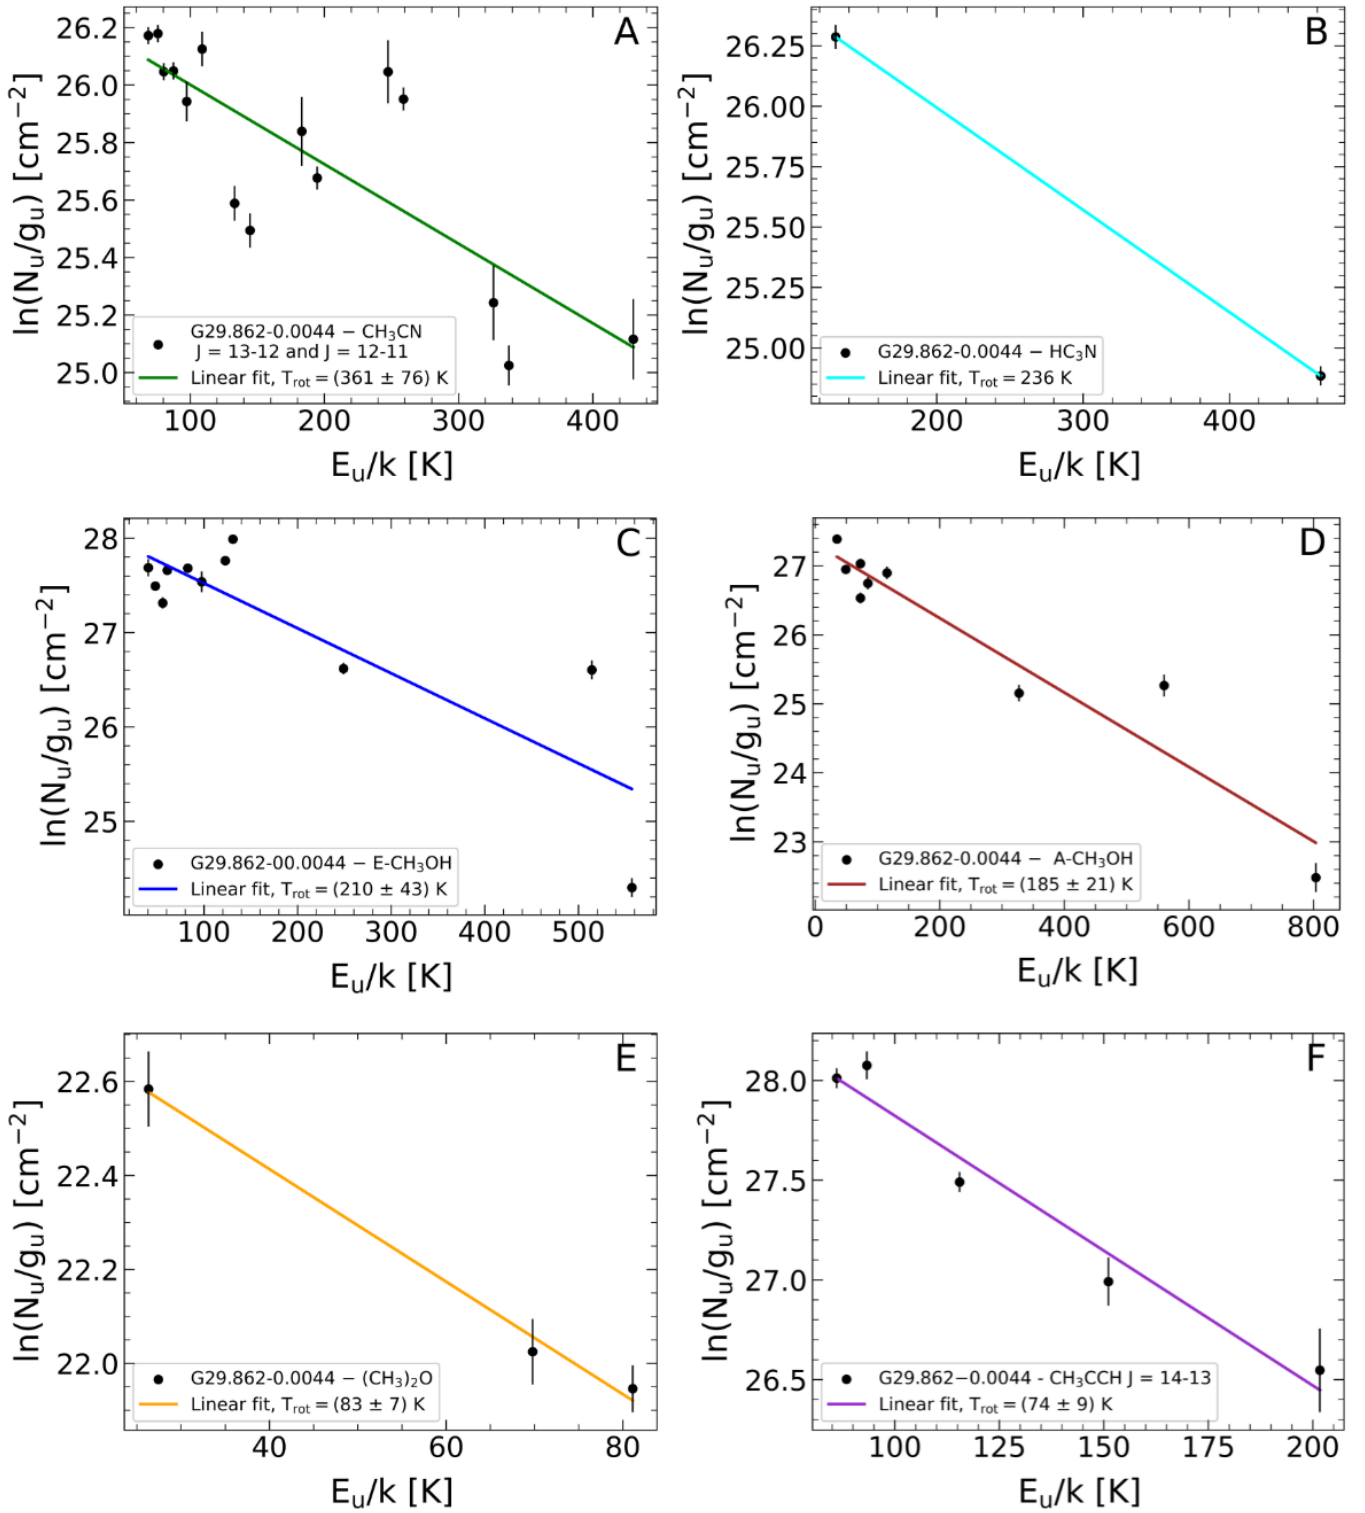 A
ln(Nu/gu) [cm−2]
26.2
26.0
25.8
25.6
25.4
25.2
25.0
G29.862-0.0044 − CH3CN
J = 13-12 and J = 12-11
Linear fit, Trot = (361 ± 76) K
100 200 300 400
Eu/k [K]
B
ln(Nu/gu) [cm−2]
26.25
26.00
25.75
25.50
25.25
25.00
G29.862-0.0044 − HC3N
Linear fit, Trot = 236 K
200 300 400
Eu/k [K]
C
ln(Nu/gu) [cm−2]
28
27
26
25
G29.862-00.0044 − E-CH3OH
Linear fit, Trot = (210 ± 43) K
100 200 300 400 500
Eu/k [K]
D
ln(Nu/gu) [cm−2]
27
26
25
24
23
G29.862-0.0044 − A-CH3OH
Linear fit, Trot = (185 ± 21) K
0 200 400 600 800
Eu/k [K]
E
ln(Nu/gu) [cm−2]
22.6
22.4
22.2
22.0
G29.862-0.0044 − (CH3)2O
Linear fit, Trot = (83 ± 7) K
40 60 80
Eu/k [K]
F
ln(Nu/gu) [cm−2]
28.0
27.5
27.0
26.5
G29.862−0.0044 - CH3CCH J = 14-13
Linear fit, Trot = (74 ± 9) K
100 125 150 175 200
Eu/k [K]